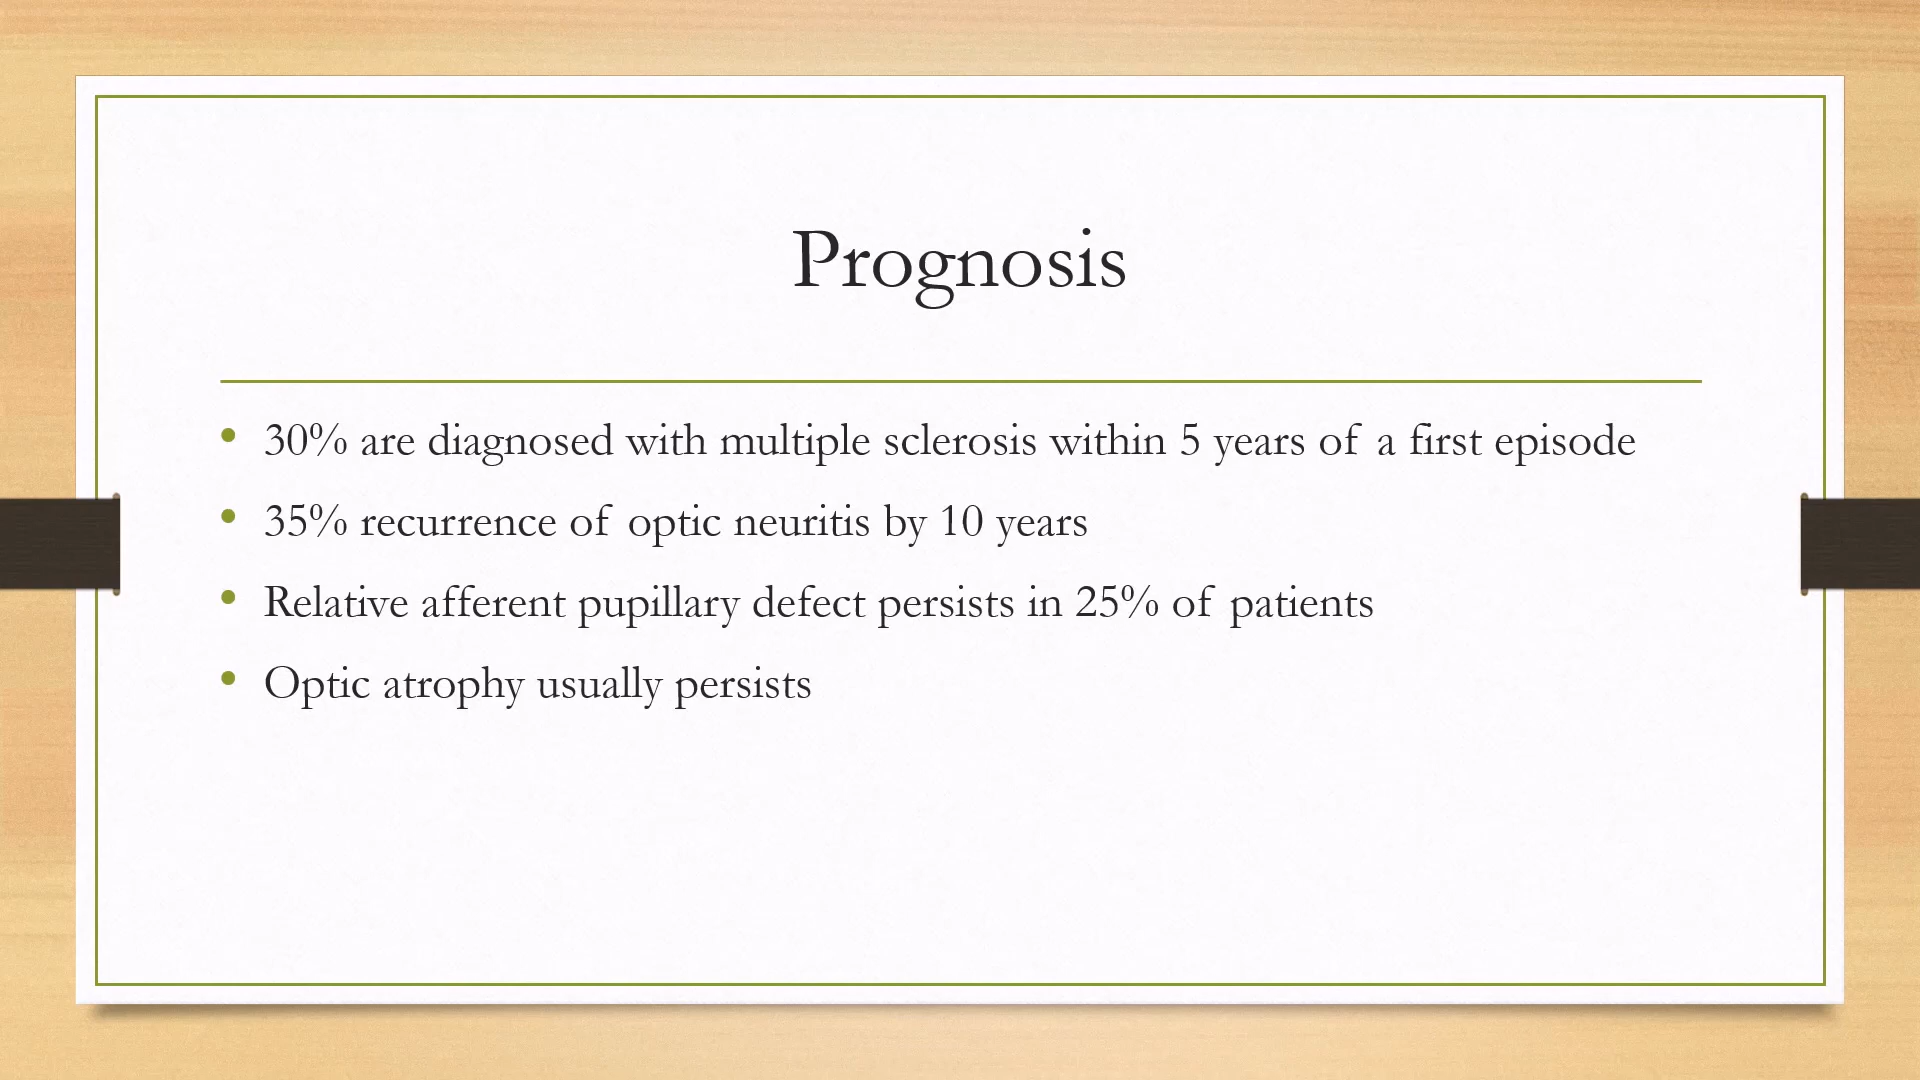 Prognosis
• 30% are diagnosed with multiple sclerosis within 5 years of a first episode
• 35% recurrence of optic neuritis by 10 years
• Relative afferent pupillary defect persists in 25% of patients
• Optic atrophy usually persists